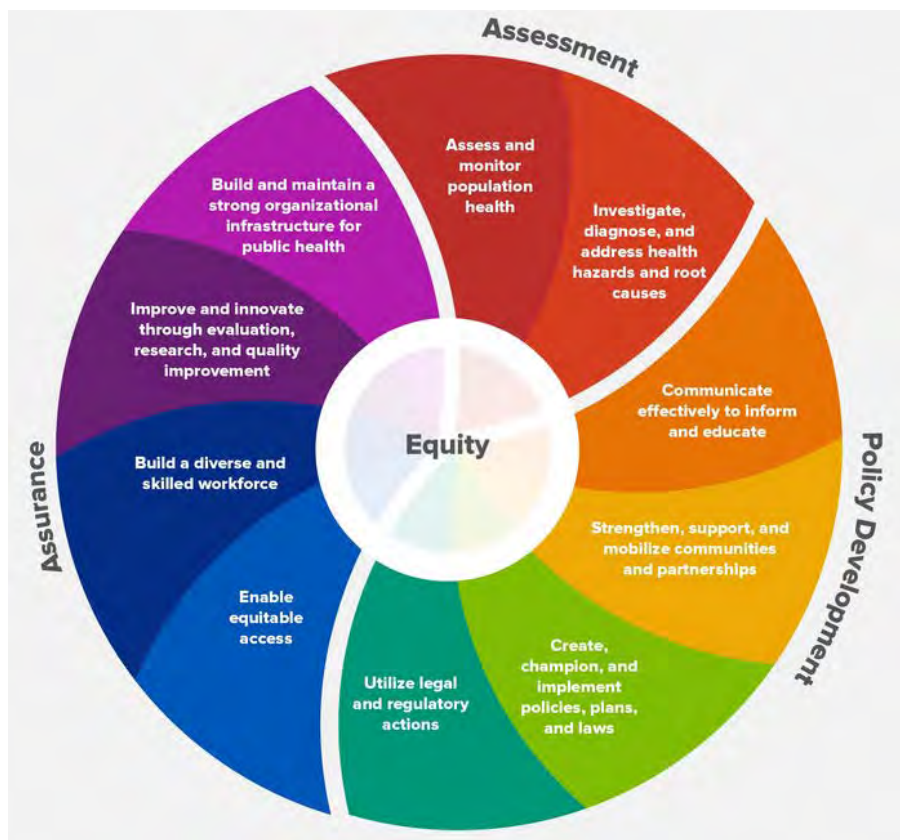 Assessment
Assess and
monitor
population
health
Investigate,
diagnose, and
address health
hazards and root
causes
Policy Development
Communicate
effectively to inform
and educate
Strengthen, support, and
mobilize communities
and partnerships
Create,
champion, and
implement
policies, plans,
and laws
Utilize legal
and regulatory
actions
Assurance
Enable
equitable
access
Build a diverse and
skilled workforce
Improve and innovate
through evaluation,
research, and quality
improvement
Build and maintain a
strong organizational
infrastructure for
public health
Equity